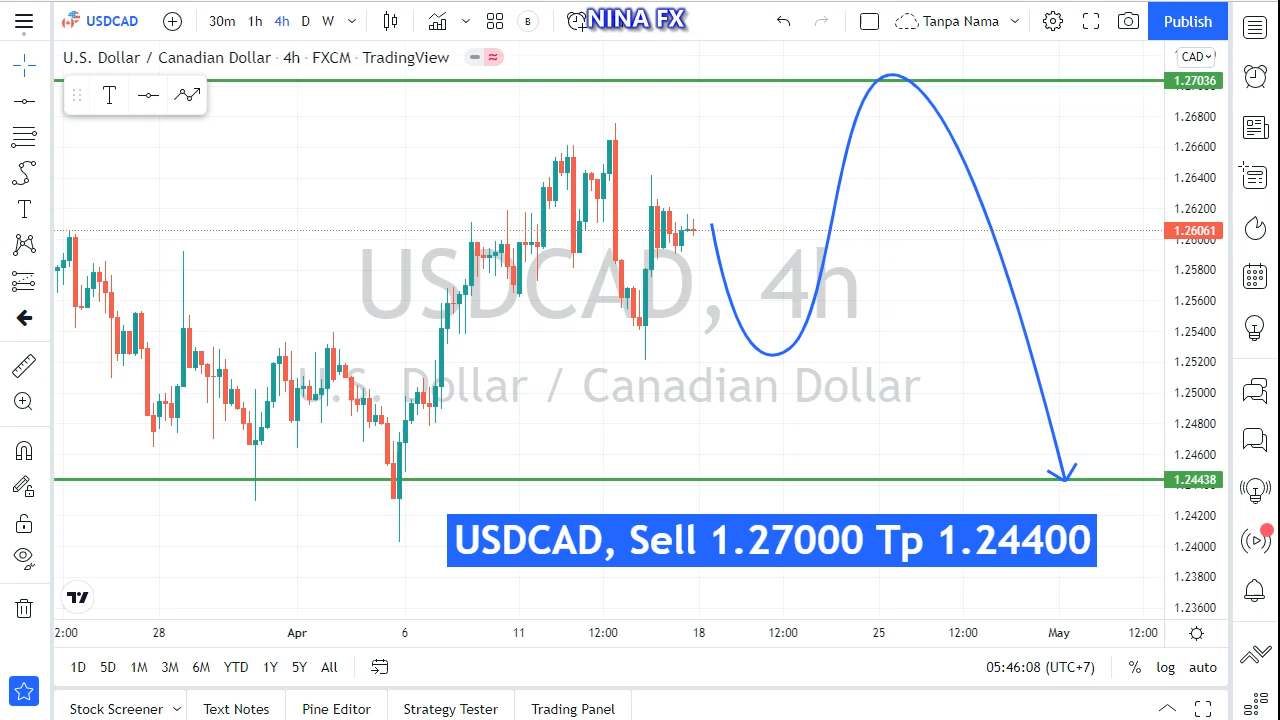 USDCAD
30m 1h 4h D W
B
NINA FX
Tanpa Nama
Publish
U.S. Dollar / Canadian Dollar · 4h · FXCM · TradingView
CAD
1.27036
1.26800
1.26600
1.26400
1.26200
1.26061
1.26000
1.25800
1.25600
1.25400
1.25200
1.25000
1.24800
1.24600
1.24438
1.24200
1.24000
1.23800
1.23600
USDCAD, 4h
U.S. Dollar / Canadian Dollar
USDCAD, Sell 1.27000 Tp 1.24400
2:00 28 Apr 6 11 12:00 18 12:00 25 12:00 May 12:00
1D 5D 1M 3M 6M YTD 1Y 5Y All
05:46:08 (UTC+7) % log auto
Stock Screener Text Notes Pine Editor Strategy Tester Trading Panel